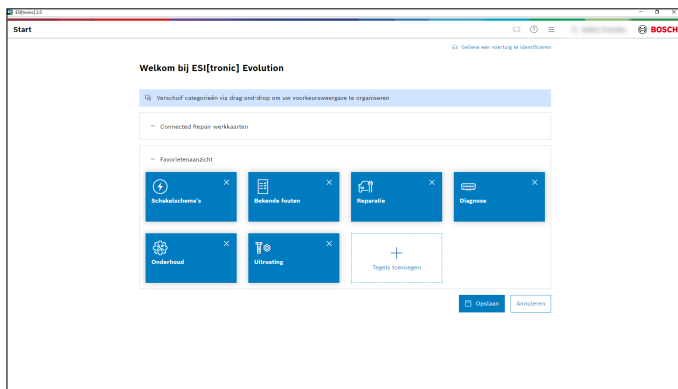 ESI[tronic] 2.0
Start
BOSCH
Gelieve een voertuig te identificeren
Welkom bij ESI[tronic] Evolution
Verschuif categorieën via drag-and-drop om uw voorkeursweergave te organiseren
Connected Repair werkkaarten
Favorietenaanzicht
Schakelschema's
Bekende fouten
Reparatie
Diagnose
Onderhoud
Uitrusting
Tegels toevoegen
Opslaan
Annuleren